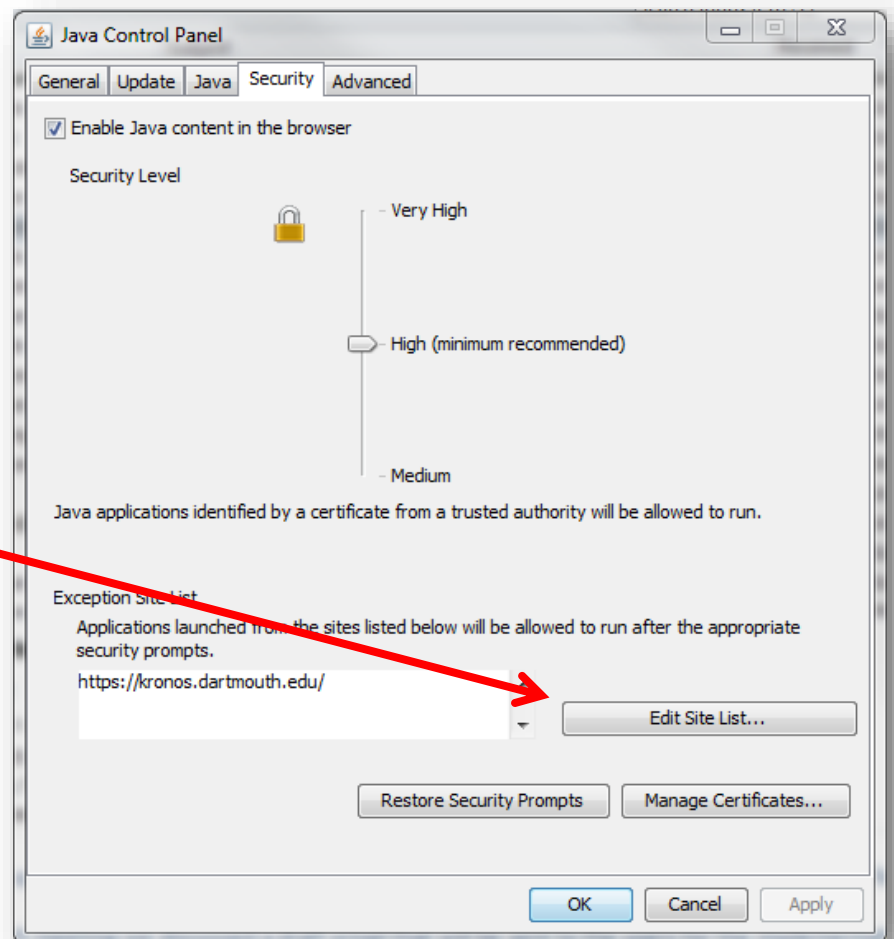 Java Control Panel
General Update Java Security Advanced
Enable Java content in the browser
Security Level
Very High
High (minimum recommended)
Medium
Java applications identified by a certificate from a trusted authority will be allowed to run.
Exception Site List
Applications launched from the sites listed below will be allowed to run after the appropriate
security prompts.
https://kronos.dartmouth.edu/
Edit Site List...
Restore Security Prompts Manage Certificates...
OK Cancel Apply